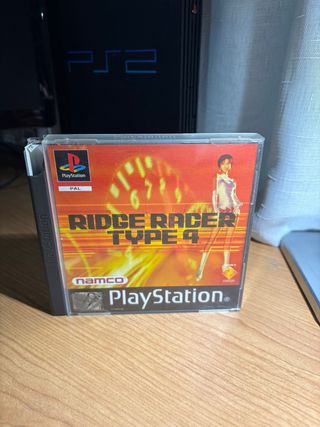 PS2
PlayStation
PAL
RIDGE RACER
TYPE 4
namco
PlayStation